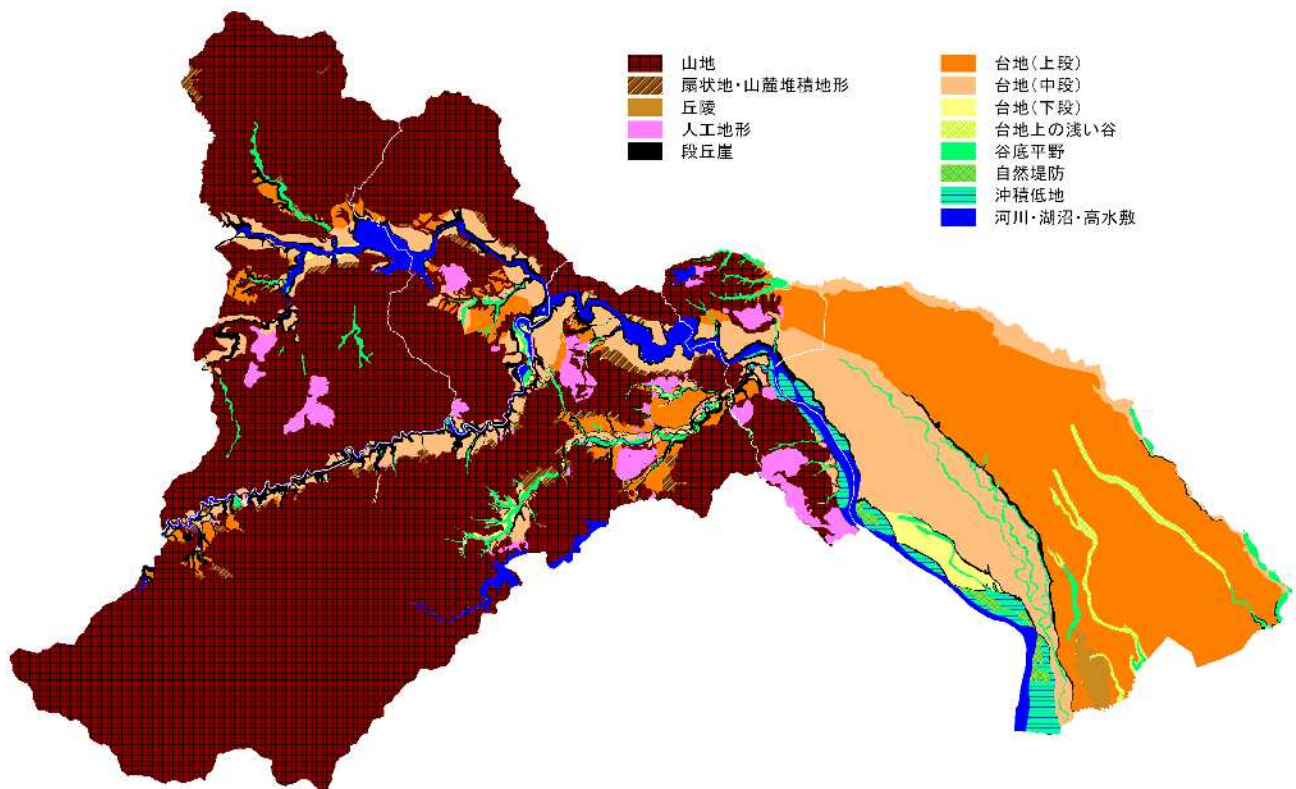 山地
扇状地・山麓堆積地形
丘陵
人工地形
段丘崖
台地(上段)
台地(中段)
台地(下段)
台地上の浅い谷
谷底平野
自然堤防
沖積低地
河川・湖沼・高水敷